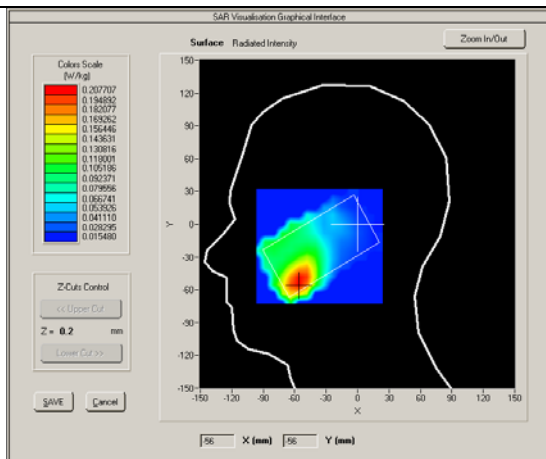 SAR Visualisation Graphical Interface
Surface Radiated Intensity
Zoom In/Out
Colors Scale
(W/kg)
0.207707
0.194892
0.182077
0.169262
0.156446
0.143631
0.130816
0.118001
0.105186
0.092371
0.079556
0.066741
0.053926
0.041110
0.028295
0.015480
Z-Cuts Control
<< Upper Cut
Z = 0.2 mm
Lower Cut >>
SAVE
Cancel
150
120
90
60
30
0
-30
-60
-90
-120
-150
Y
-150 -120 -90 -60 -30 0 30 60 90 120 150
X
-56 X (mm) -56 Y (mm)